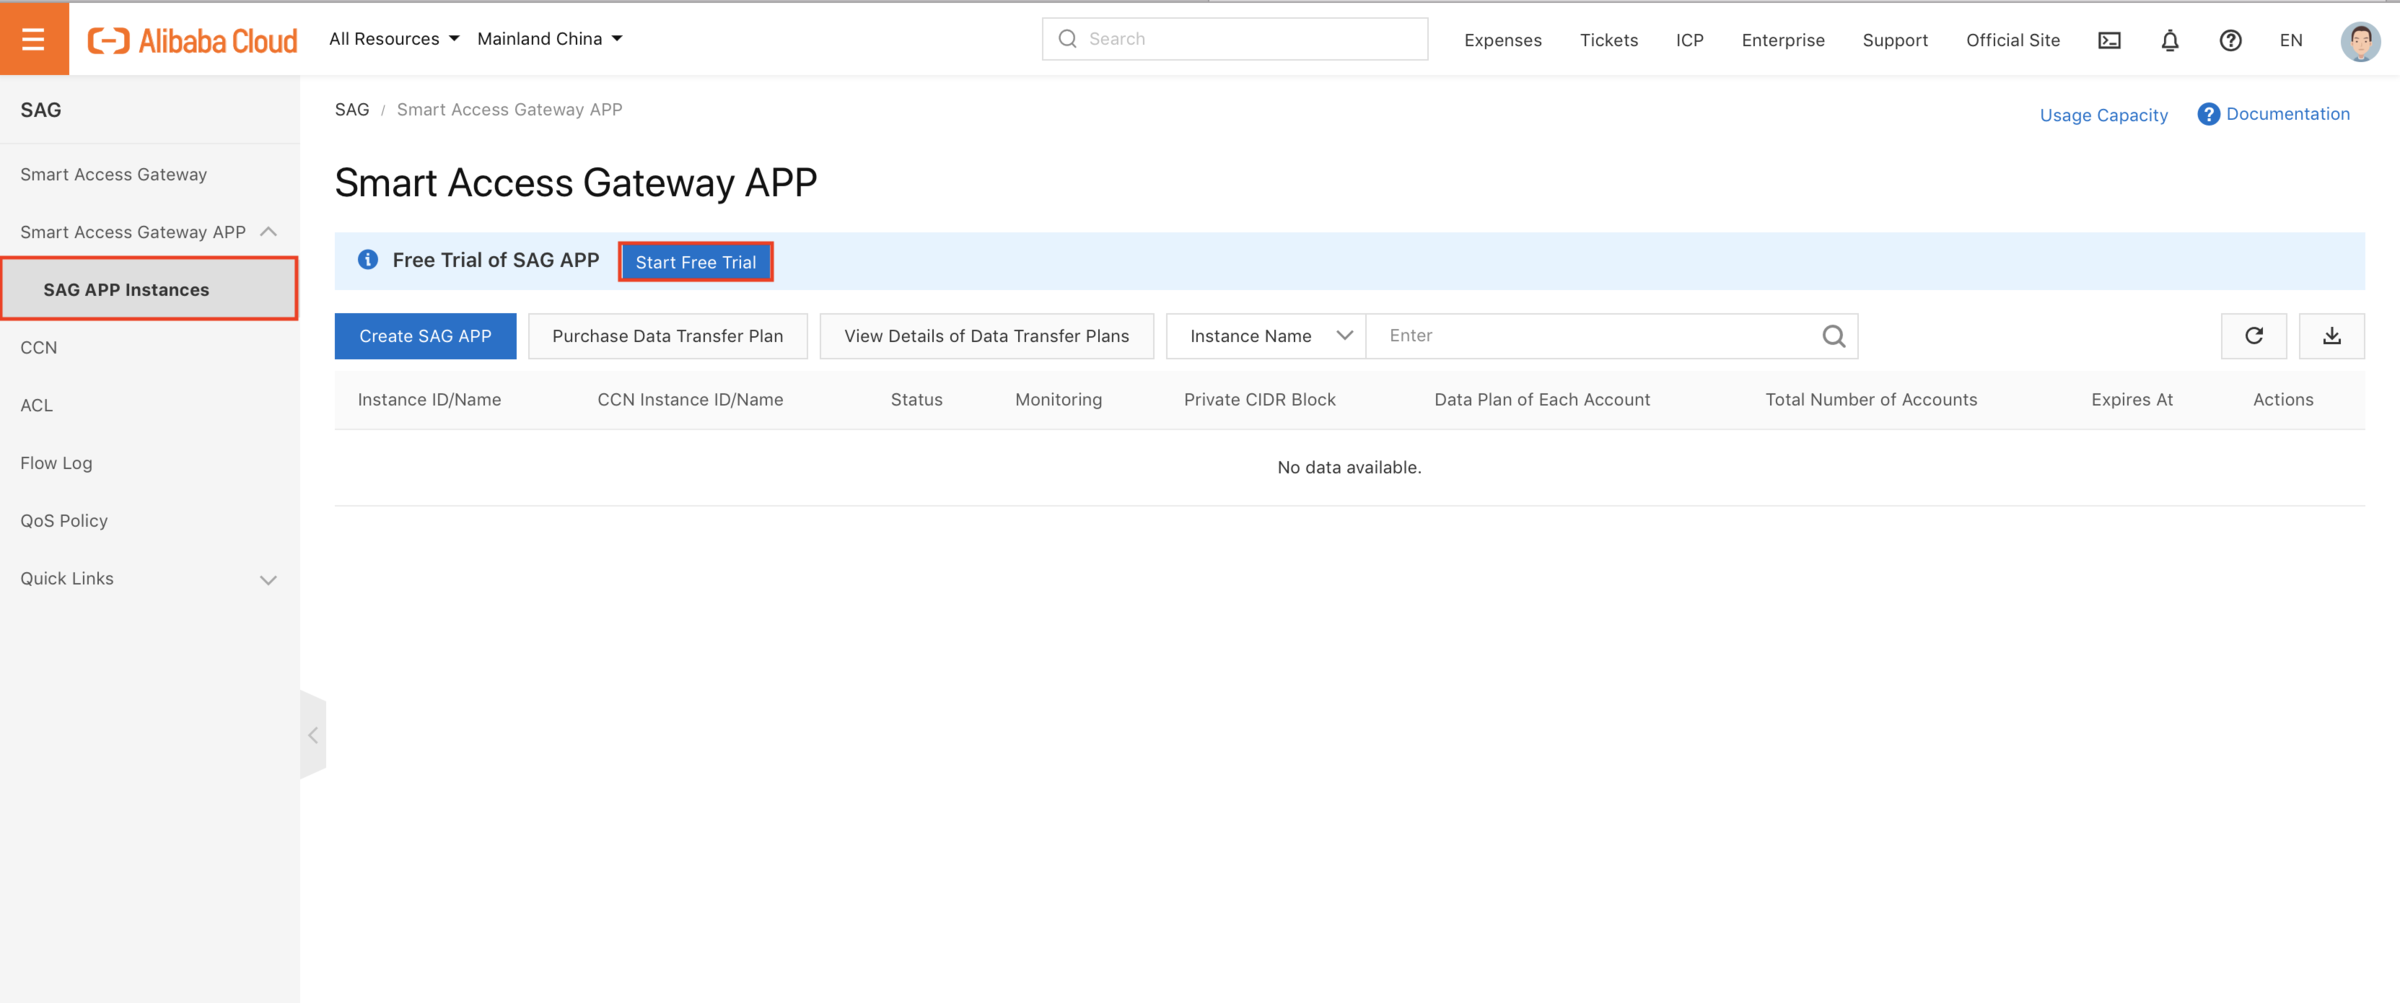 Alibaba Cloud
All Resources
Mainland China
Search
Expenses
Tickets
ICP
Enterprise
Support
Official Site
EN
SAG
Smart Access Gateway
Smart Access Gateway APP
SAG APP Instances
CCN
ACL
Flow Log
QoS Policy
Quick Links
SAG / Smart Access Gateway APP
Usage Capacity
Documentation
Smart Access Gateway APP
Free Trial of SAG APP
Start Free Trial
Create SAG APP
Purchase Data Transfer Plan
View Details of Data Transfer Plans
Instance Name
Enter
Instance ID/Name
CCN Instance ID/Name
Status
Monitoring
Private CIDR Block
Data Plan of Each Account
Total Number of Accounts
Expires At
Actions
No data available.